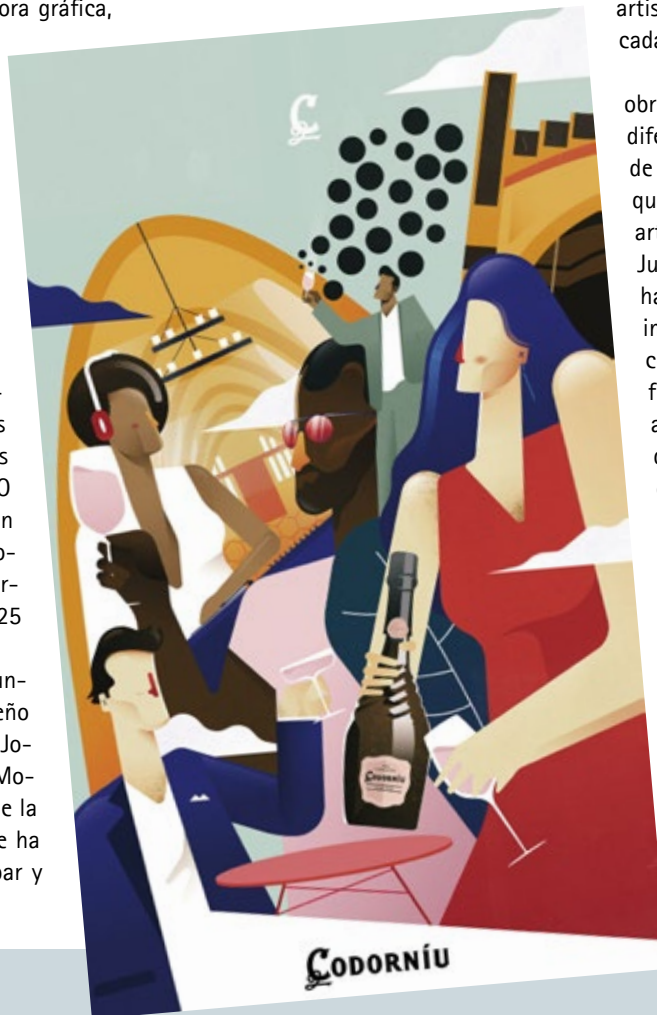 ora gráfica,
s
s
O
n
o-
r-
25
un-
eño
Jo-
Mo-
e la
e ha
par y
C
CODORNÍU
CODORNÍU
artis
cada
obr
dife
de
qu
art
Ju
ha
in
c
f
a